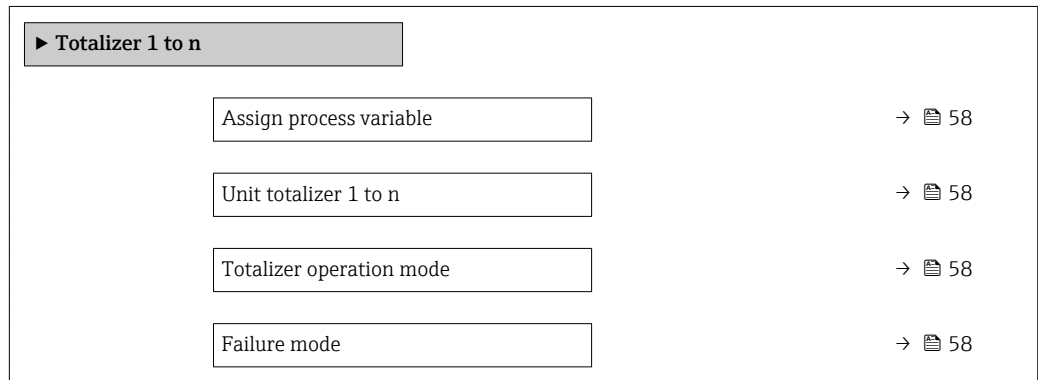 ► Totalizer 1 to n
Assign process variable → 58
Unit totalizer 1 to n → 58
Totalizer operation mode → 58
Failure mode → 58